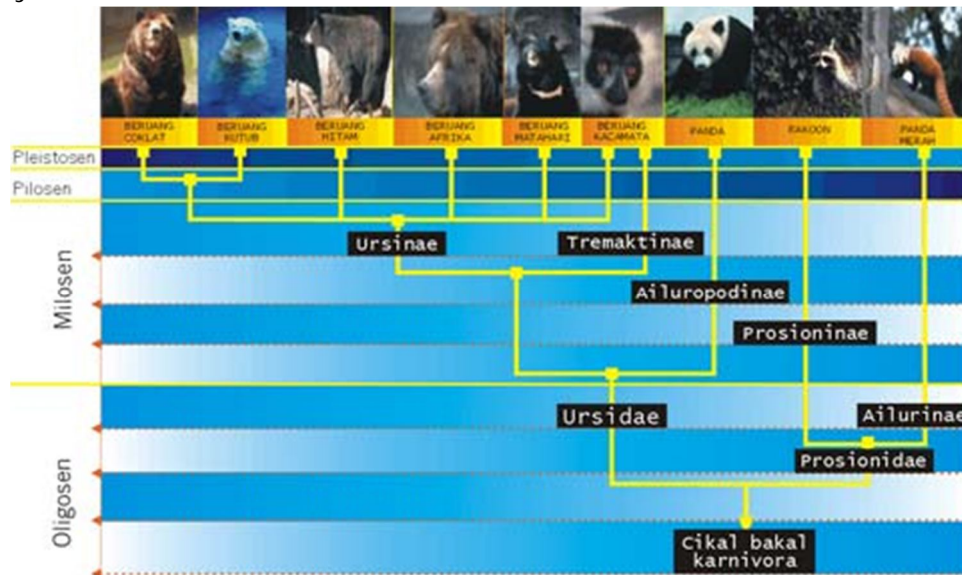 BERUANG
COKLAT
BERUANG
KUTUB
BERUANG
HITAM
BERUANG
AFRIKA
BERUANG
MATAHARI
BERUANG
KACAMATA
PANDA
RAKOON
PANDA
MERAH
Pleistosen
Pilosen
Milosen
Ursinae
Tremaktinae
Ailuropodinae
Prosioninae
Oligosen
Ursidae
Ailurinae
Prosionidae
Cikal bakal
karnivora